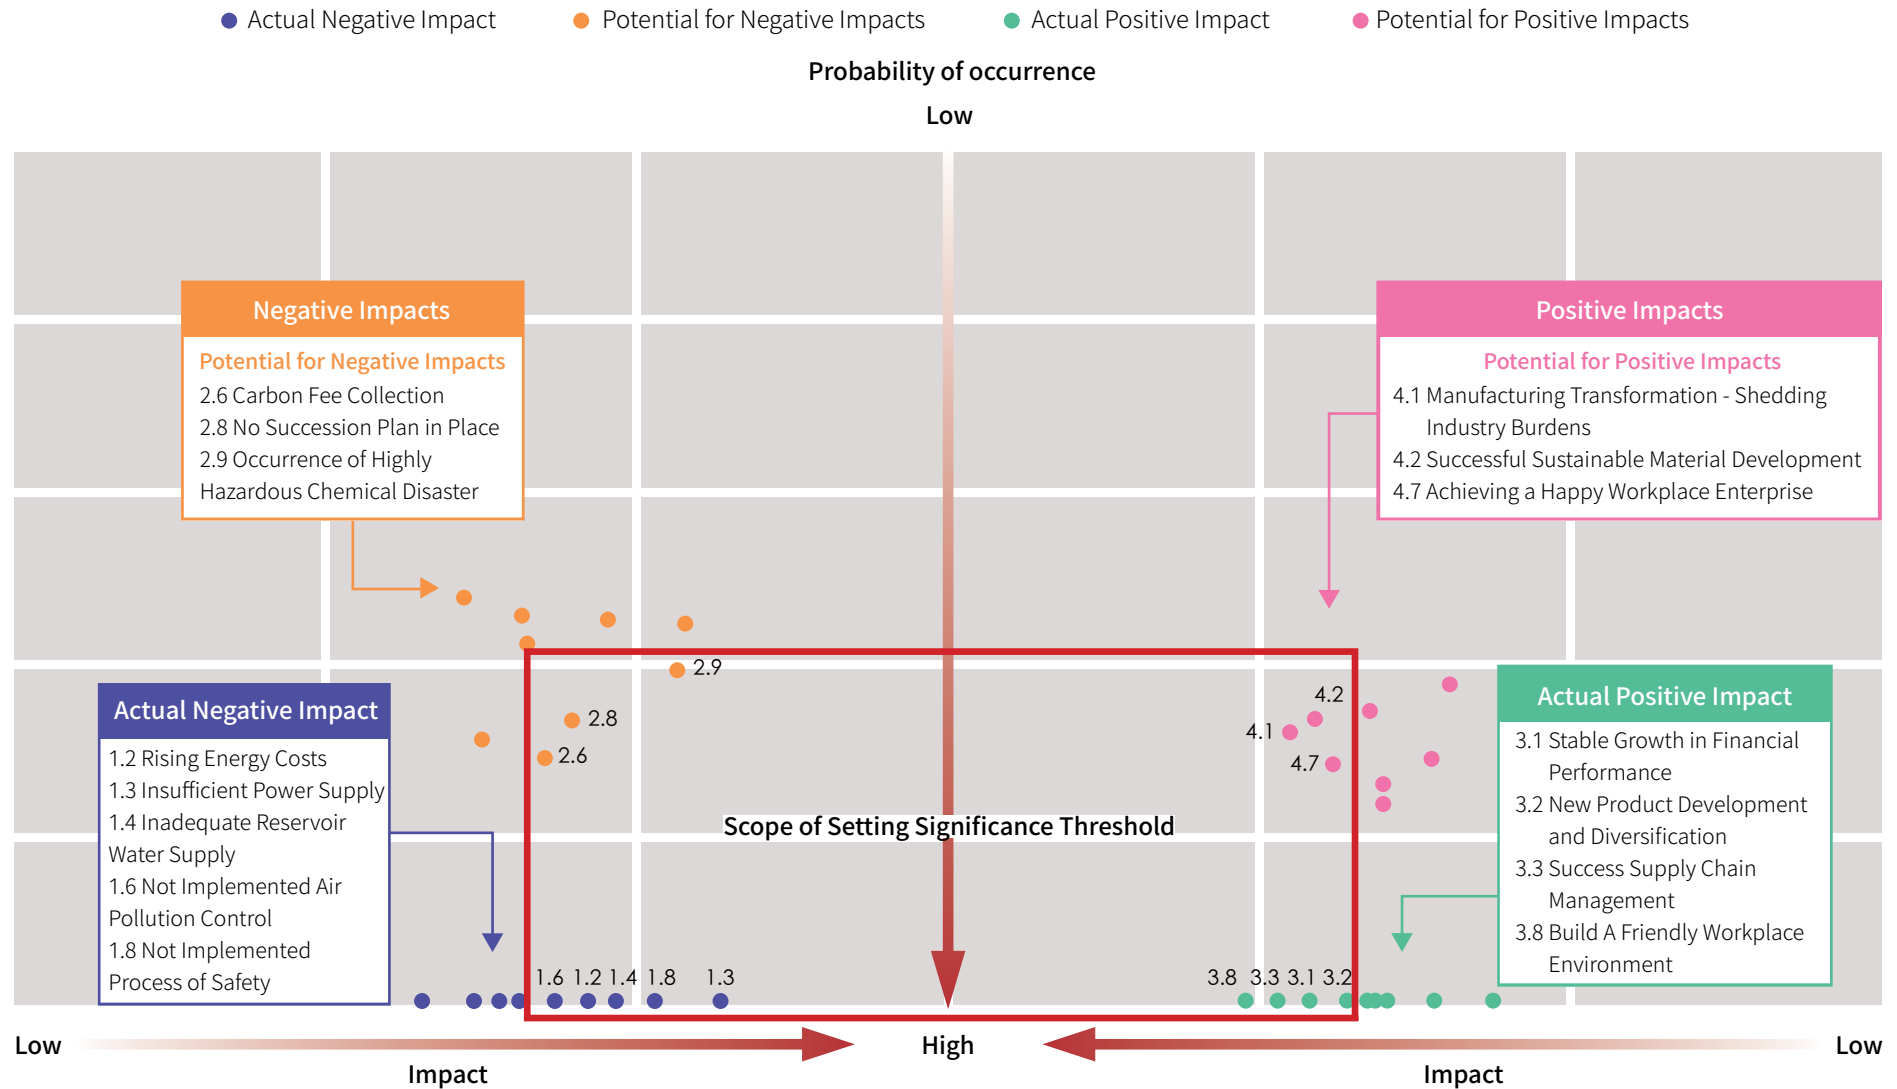 Actual Negative Impact
Potential for Negative Impacts
Actual Positive Impact
Potential for Positive Impacts
Probability of occurrence
Low
Negative Impacts
Potential for Negative Impacts
2.6 Carbon Fee Collection
2.8 No Succession Plan in Place
2.9 Occurrence of Highly
Hazardous Chemical Disaster
Positive Impacts
Potential for Positive Impacts
4.1 Manufacturing Transformation - Shedding
Industry Burdens
4.2 Successful Sustainable Material Development
4.7 Achieving a Happy Workplace Enterprise
2.9
2.8
2.6
4.2
4.1
4.7
Actual Negative Impact
1.2 Rising Energy Costs
1.3 Insufficient Power Supply
1.4 Inadequate Reservoir
Water Supply
1.6 Not Implemented Air
Pollution Control
1.8 Not Implemented
Process of Safety
Scope of Setting Significance Threshold
Actual Positive Impact
3.1 Stable Growth in Financial
Performance
3.2 New Product Development
and Diversification
3.3 Success Supply Chain
Management
3.8 Build A Friendly Workplace
Environment
1.6 1.2 1.4 1.8 1.3
3.8 3.3 3.1 3.2
Low
High
Low
Impact
Impact